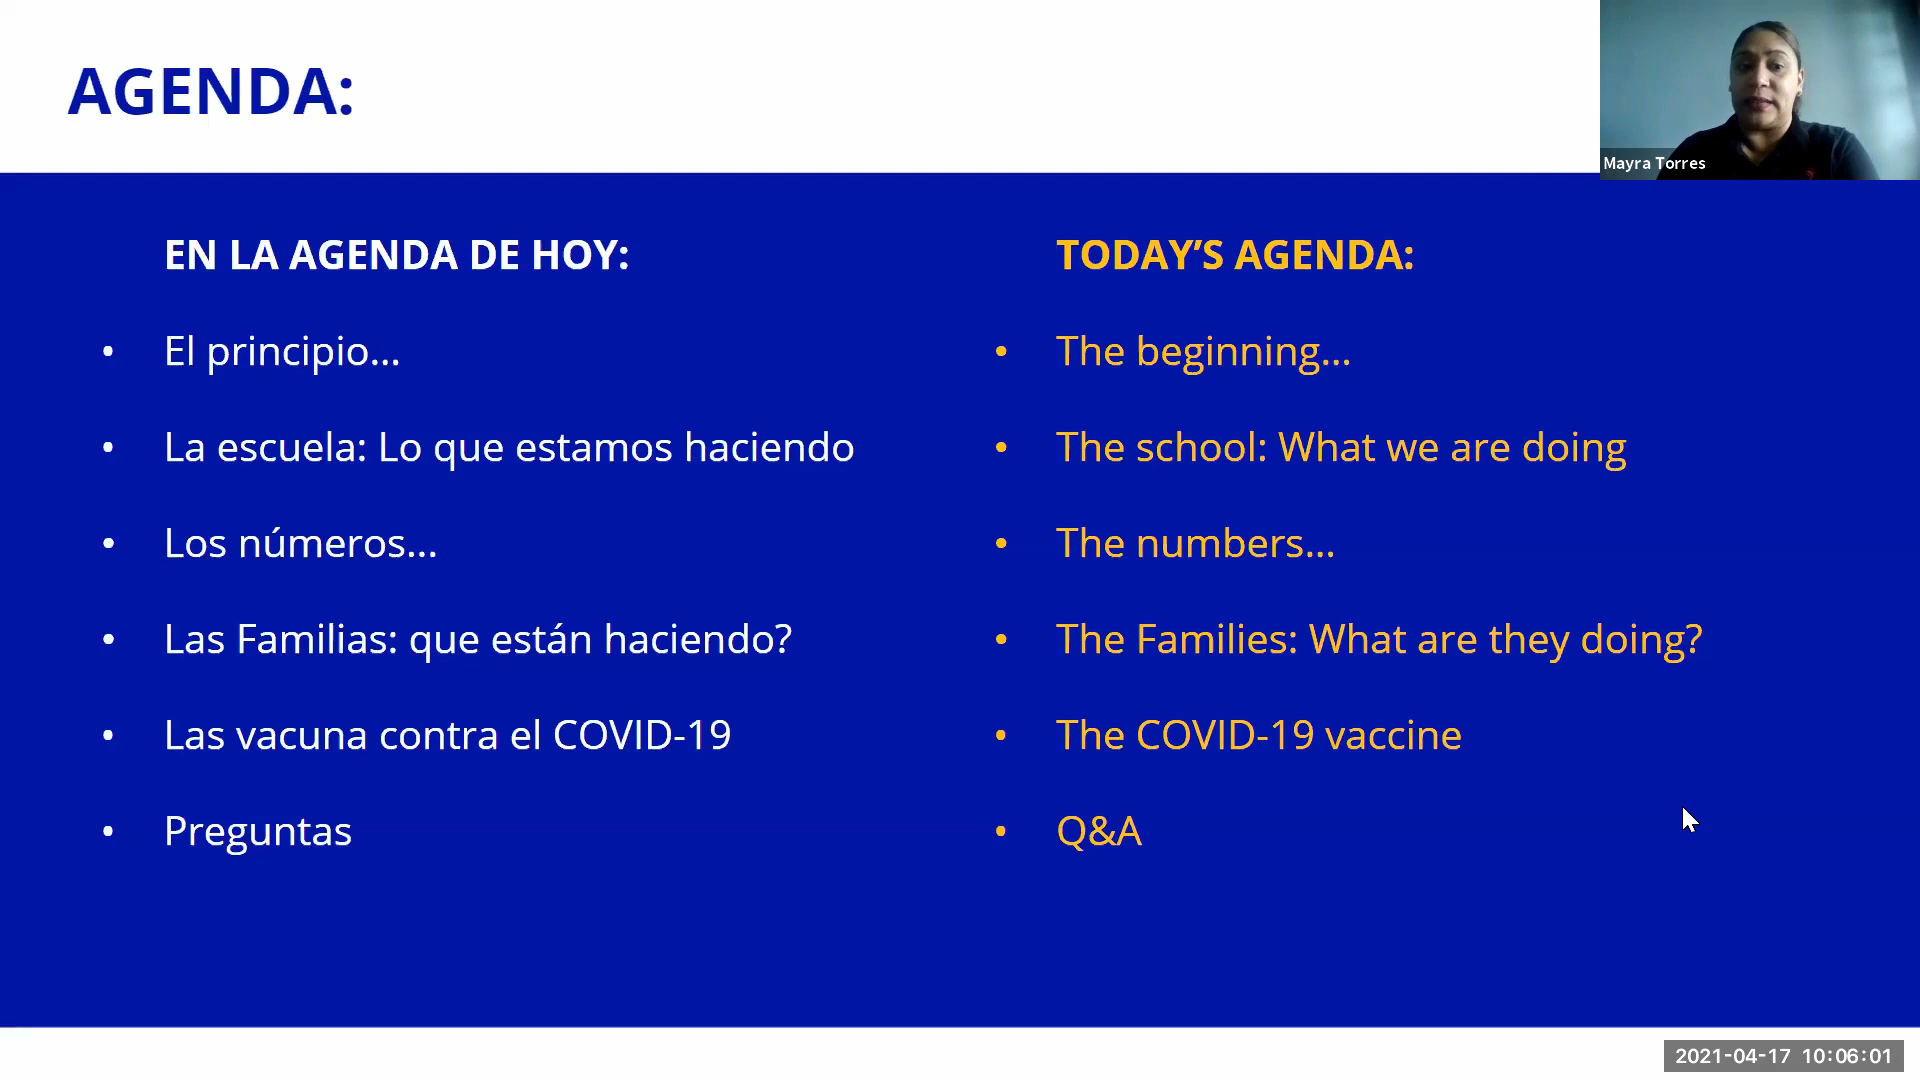 AGENDA:
Mayra Torres
EN LA AGENDA DE HOY:
• El principio...
• La escuela: Lo que estamos haciendo
• Los números...
• Las Familias: que están haciendo?
• Las vacuna contra el COVID-19
• Preguntas
TODAY’S AGENDA:
• The beginning...
• The school: What we are doing
• The numbers...
• The Families: What are they doing?
• The COVID-19 vaccine
• Q&A
2021-04-17 10:06:01